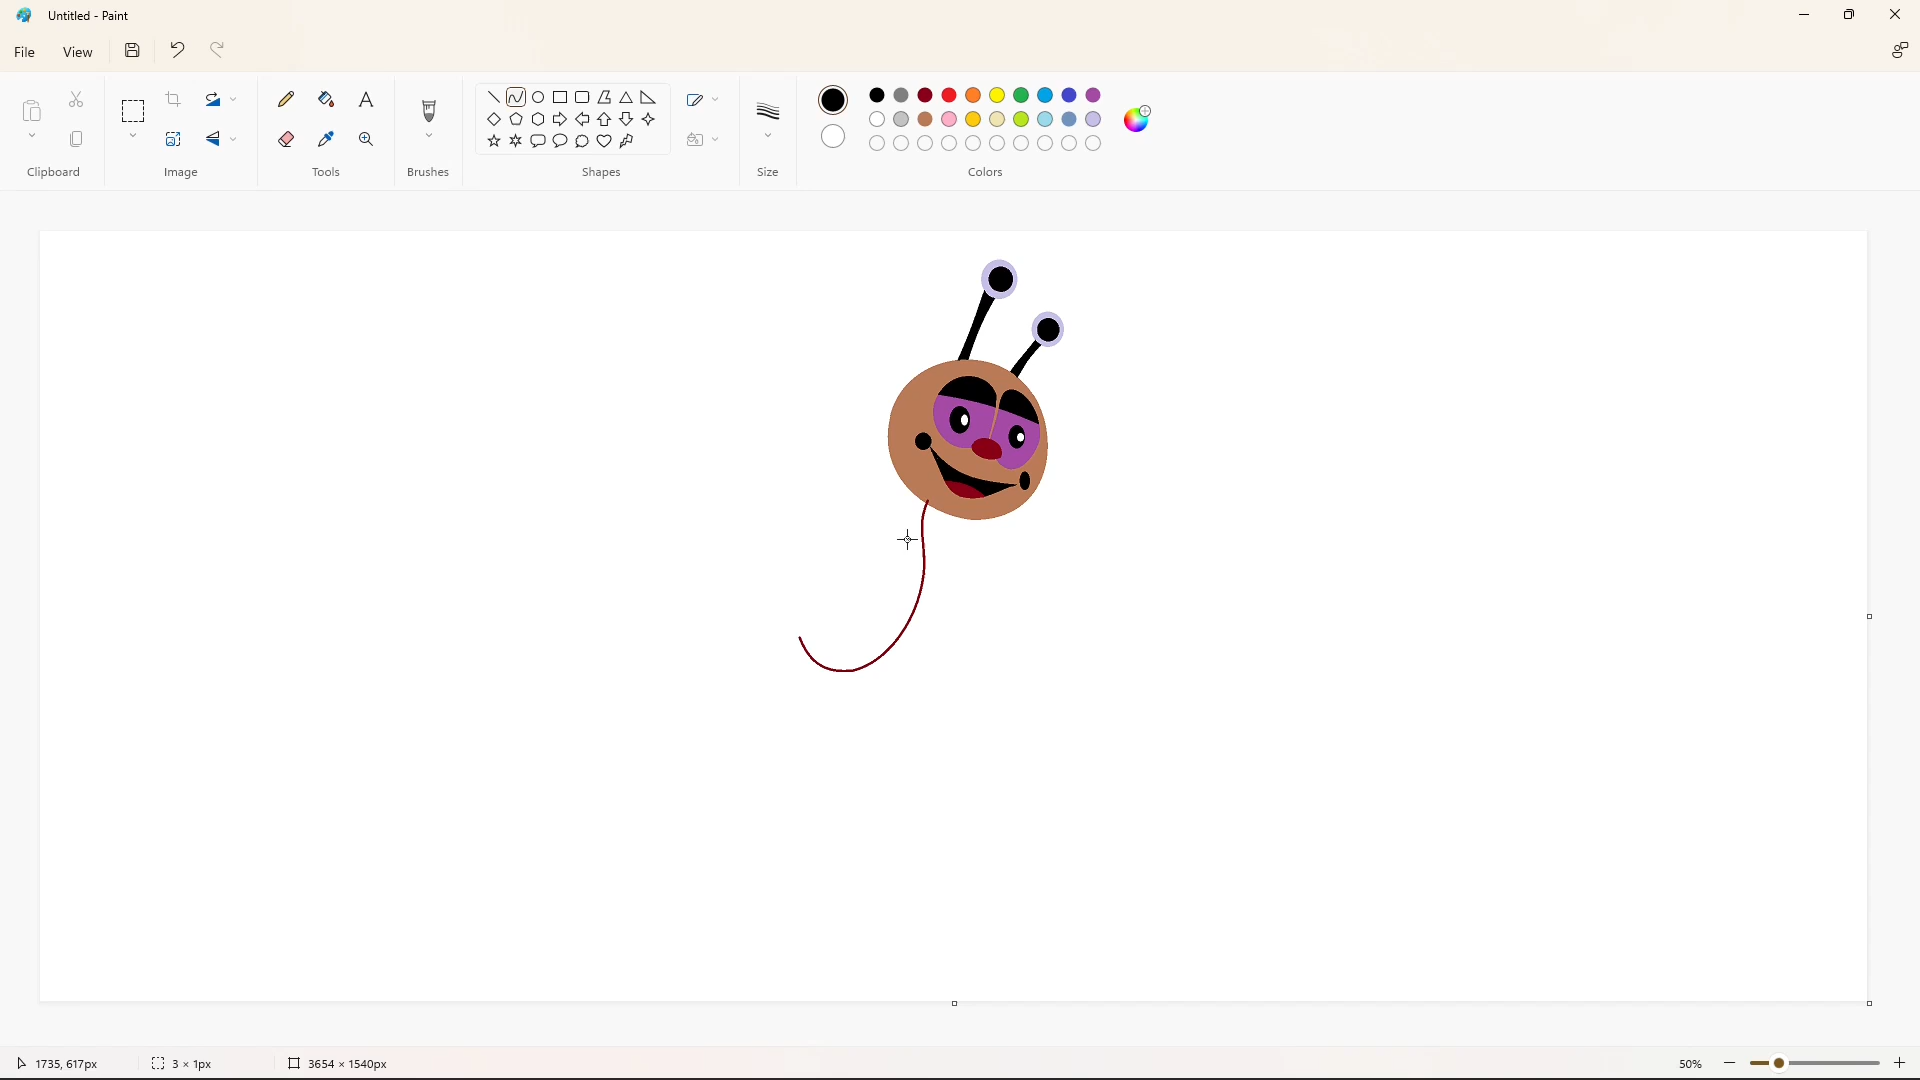 Untitled - Paint
File View
Clipboard
Image
Tools
Brushes
Shapes
Size
Colors
1735, 617px
3 × 1px
3654 × 1540px
50%